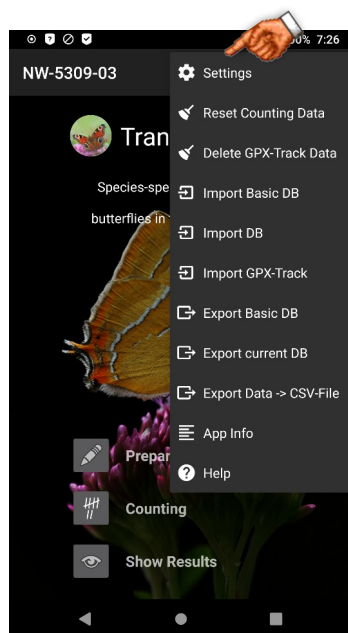 7:26
NW-5309-03
Settings
Reset Counting Data
Tran
Delete GPX-Track Data
Species-spe
Import Basic DB
butterflies in
Import DB
Import GPX-Track
Export Basic DB
Export current DB
Export Data -> CSV-File
App Info
Prepar
Help
Counting
Show Results